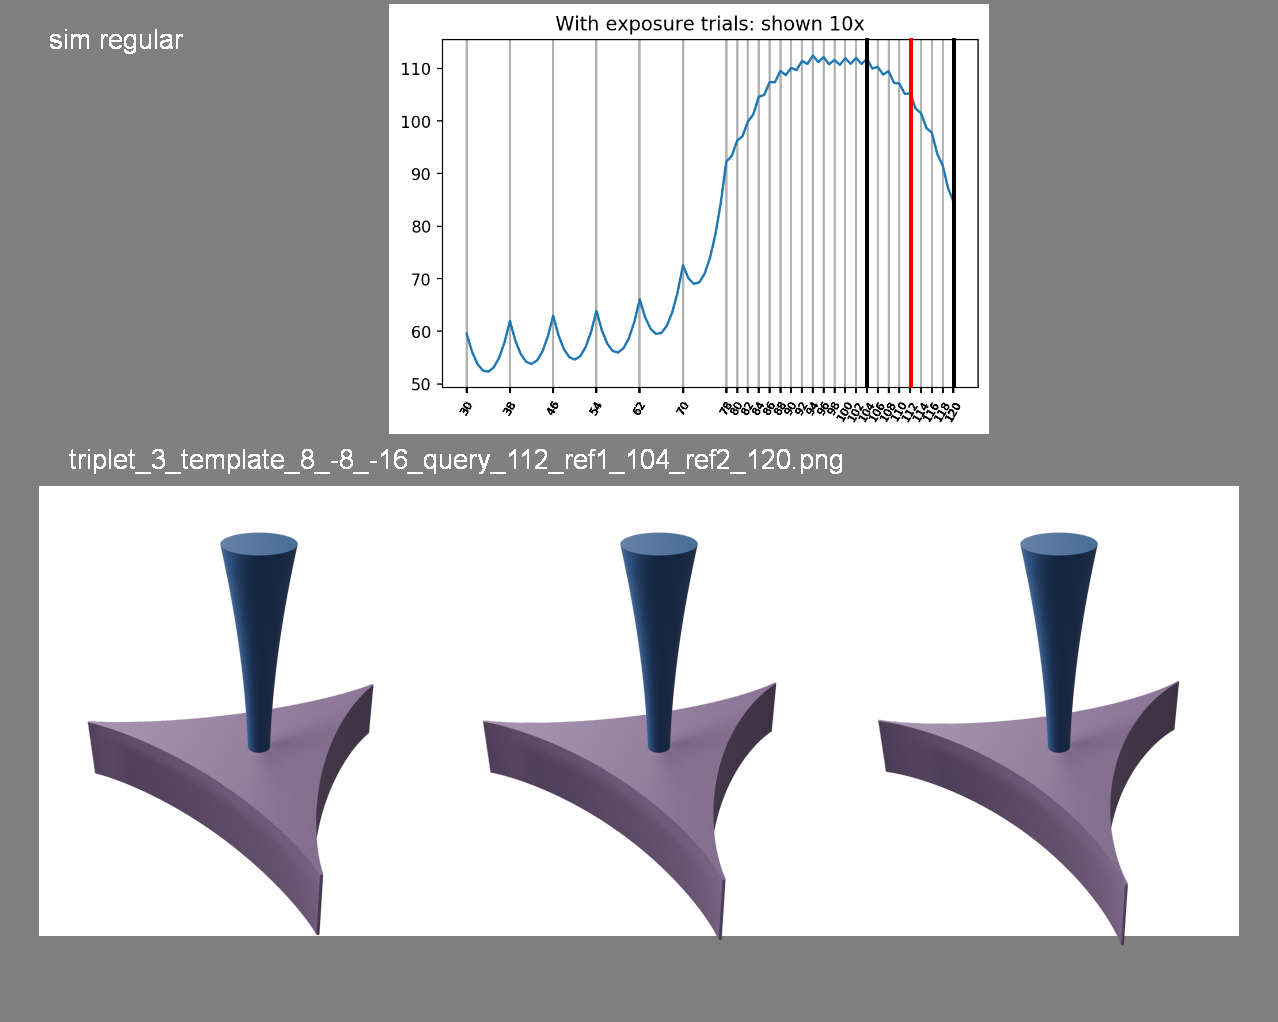 sim regular
With exposure trials: shown 10x
110
100
90
80
70
60
50
30 38 46 54 62 70 78 80 82 84 86 88 90 92 94 96 98 100 102 104 106 108 110 112 114 116 118 120
triplet_3_template_8_-8_-16_query_112_ref1_104_ref2_120.png